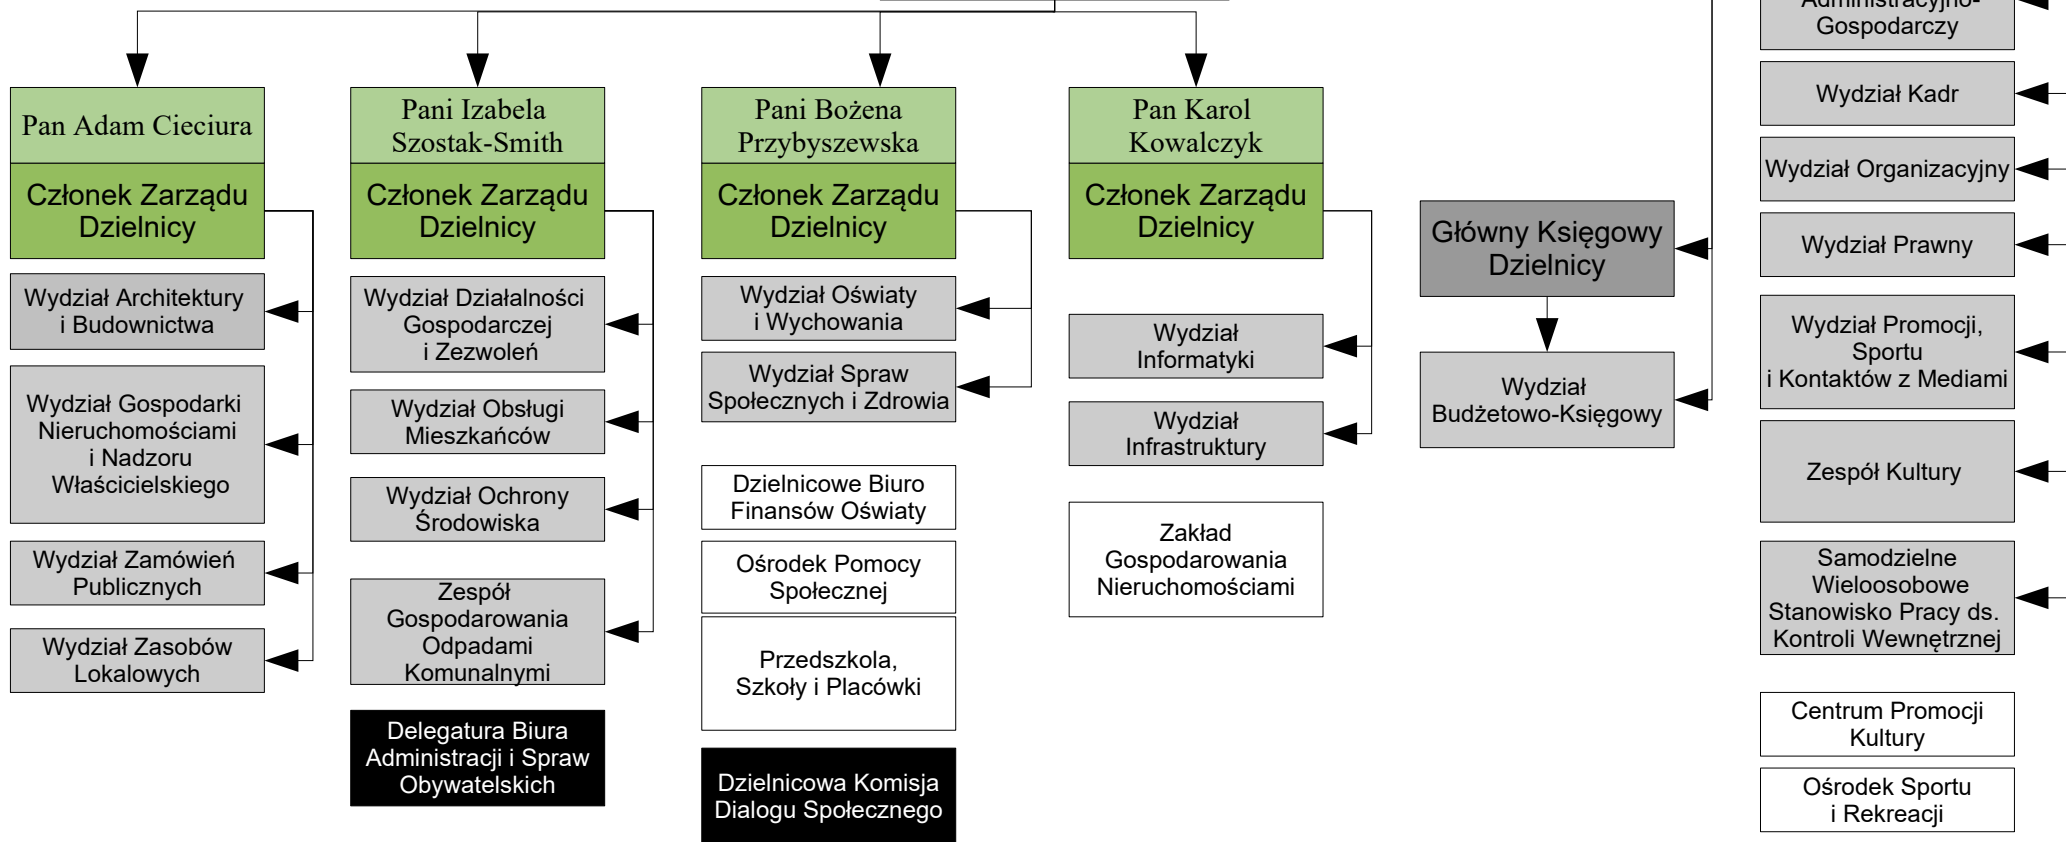 Pan Adam Cieciura
Członek Zarządu
Dzielnicy
Wydział Architektury
i Budownictwa
Wydział Gospodarki
Nieruchomościami
i Nadzoru
Właścicielskiego
Wydział Zamówień
Publicznych
Wydział Zasobów
Lokalowych
Pani Izabela
Szostak-Smith
Członek Zarządu
Dzielnicy
Wydział Działalności
Gospodarczej
i Zezwoleń
Wydział Obsługi
Mieszkańców
Wydział Ochrony
Środowiska
Zespół
Gospodarowania
Odpadami
Komunalnymi
Delegatura Biura
Administracji i Spraw
Obywatelskich
Pani Bożena
Przybyszewska
Członek Zarządu
Dzielnicy
Wydział Oświaty
i Wychowania
Wydział Spraw
Społecznych i Zdrowia
Dzielnicowe Biuro
Finansów Oświaty
Ośrodek Pomocy
Społecznej
Przedszkola,
Szkoły i Placówki
Dzielnicowa Komisja
Dialogu Społecznego
Pan Karol
Kowalczyk
Członek Zarządu
Dzielnicy
Wydział
Informatyki
Wydział
Infrastruktury
Zakład
Gospodarowania
Nieruchomościami
Główny Księgowy
Dzielnicy
Wydział
Budżetowo-Księgowy
Administracyjno-
Gospodarczy
Wydział Kadr
Wydział Organizacyjny
Wydział Prawny
Wydział Promocji,
Sportu
i Kontaktów z Mediami
Zespół Kultury
Samodzielne
Wieloosobowe
Stanowisko Pracy ds.
Kontroli Wewnętrznej
Centrum Promocji
Kultury
Ośrodek Sportu
i Rekreacji